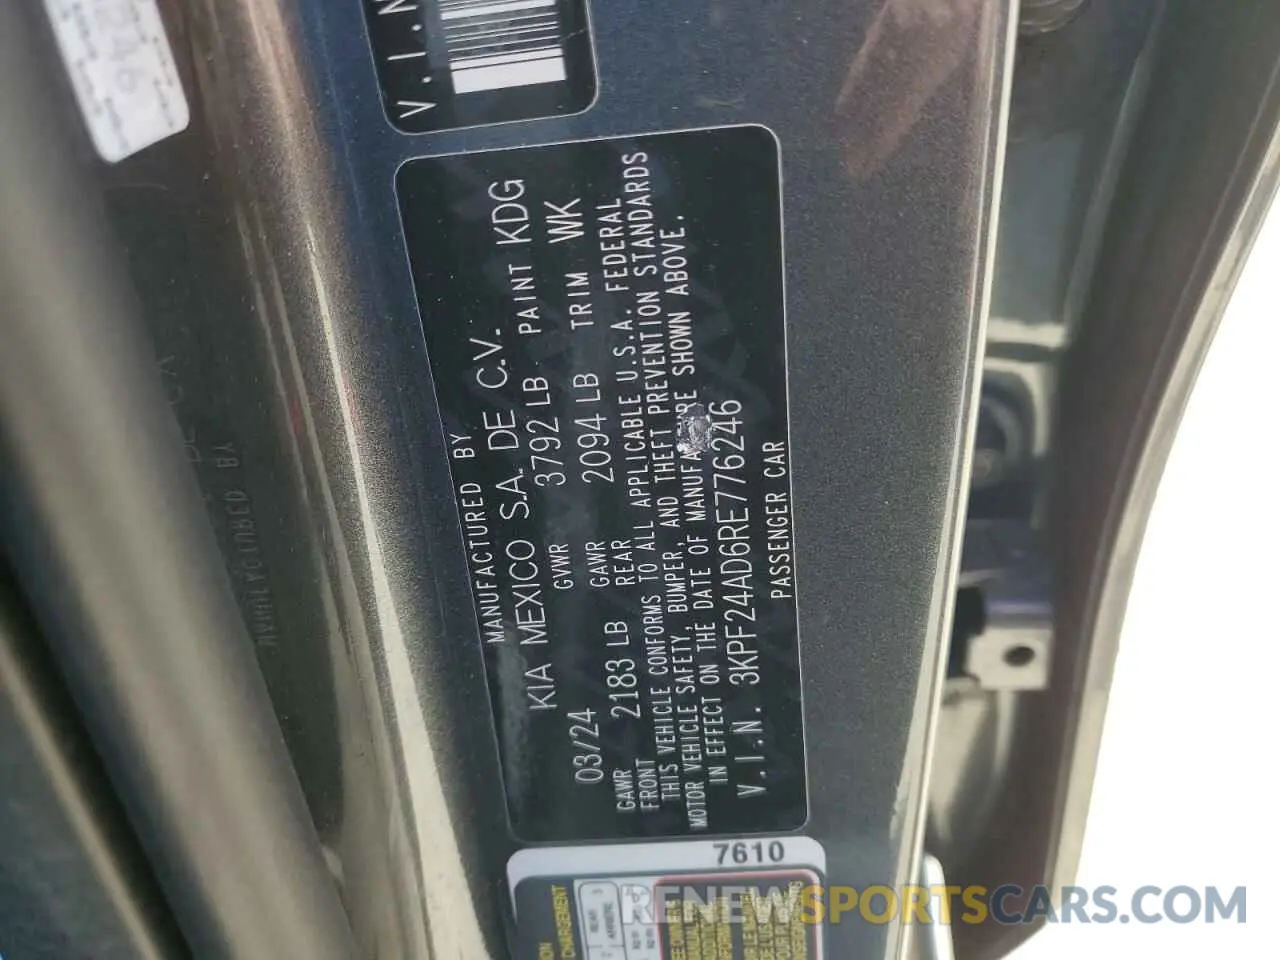 V.I.N
MANUFACTURED BY
KIA MEXICO S.A. DE C.V.
03/24 GVWR 3792 LB PAINT KDG
GAWR FRONT 2183 LB GAWR REAR 2094 LB TRIM WK
THIS VEHICLE CONFORMS TO ALL APPLICABLE U.S.A. FEDERAL
MOTOR VEHICLE SAFETY, BUMPER, AND THEFT PREVENTION STANDARDS
IN EFFECT ON THE DATE OF MANUFA RE SHOWN ABOVE.
V.I.N. 3KPF24AD6RE776246
PASSENGER CAR
7610
RENEWSPORTSCARS.COM